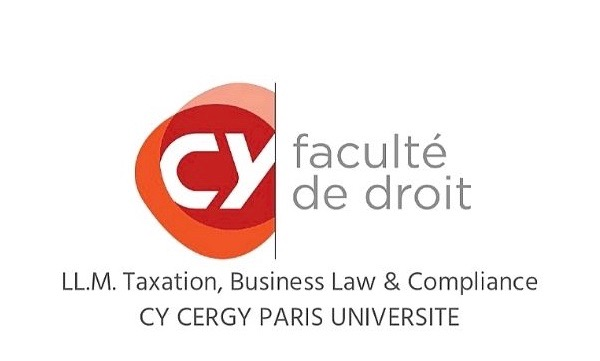 CY
faculté
de droit
LL.M. Taxation, Business Law & Compliance
CY CERGY PARIS UNIVERSITE